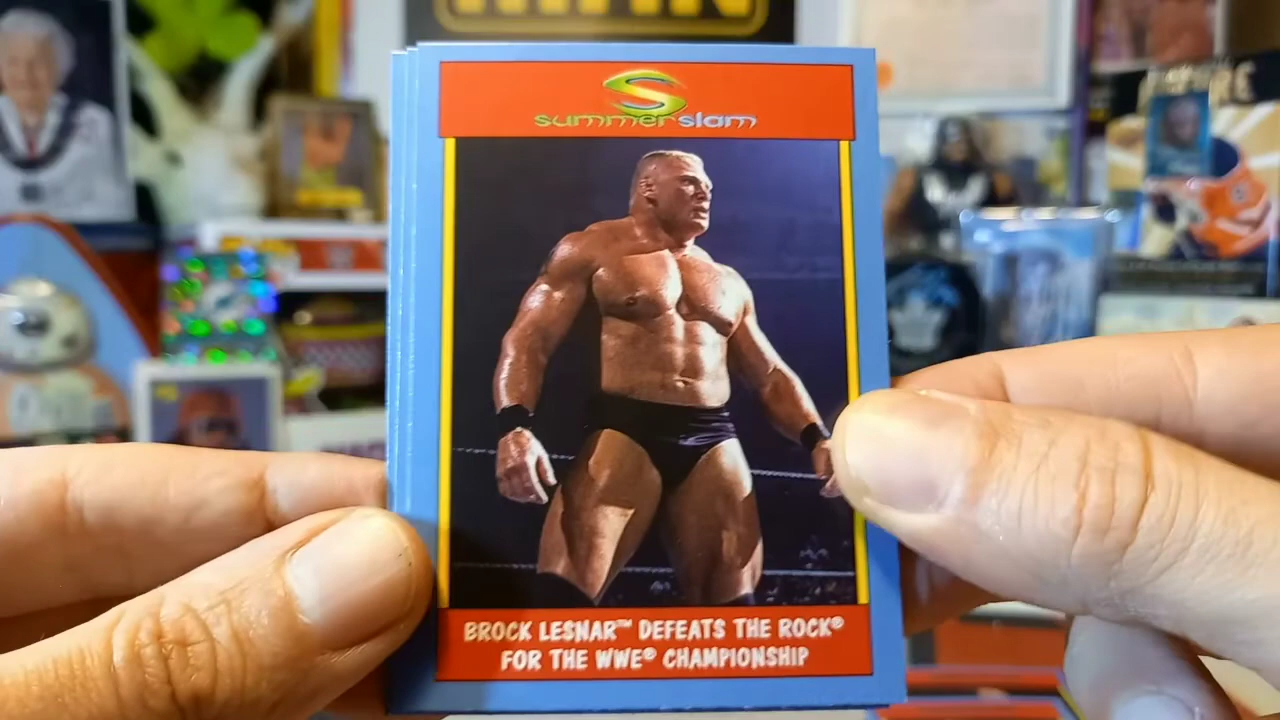 summerslam
BROCK LESNAR™ DEFEATS THE ROCK®
FOR THE WWE® CHAMPIONSHIP